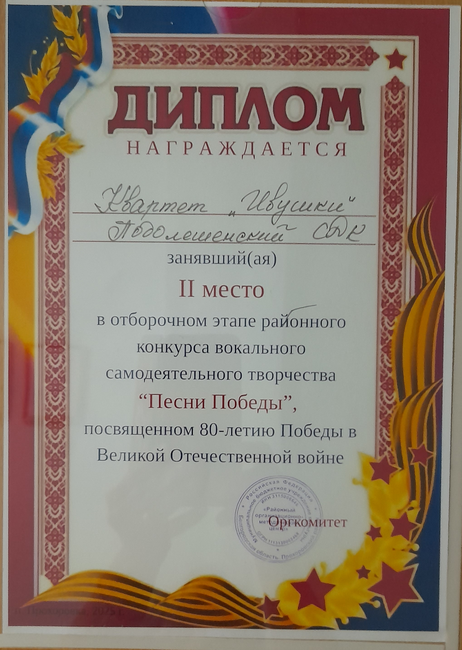 ДИПЛОМ
НАГРАЖДАЕТСЯ
Квартет „Ивушки“
Подолешенский СДК
занявший(ая)
II место
в отборочном этапе районного
конкурса вокального
самодеятельного творчества
“Песни Победы”,
посвященном 80-летию Победы в
Великой Отечественной войне
Оргкомитет